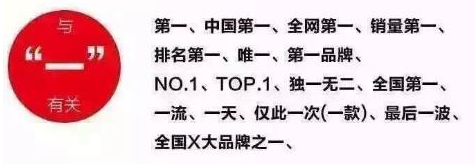 与
“一”
有关
第一、中国第一、全网第一、销量第一、
排名第一、唯一、第一品牌、
NO.1、TOP.1、独一无二、全国第一、
一流、一天、仅此一次(一款)、最后一波、
全国X大品牌之一、